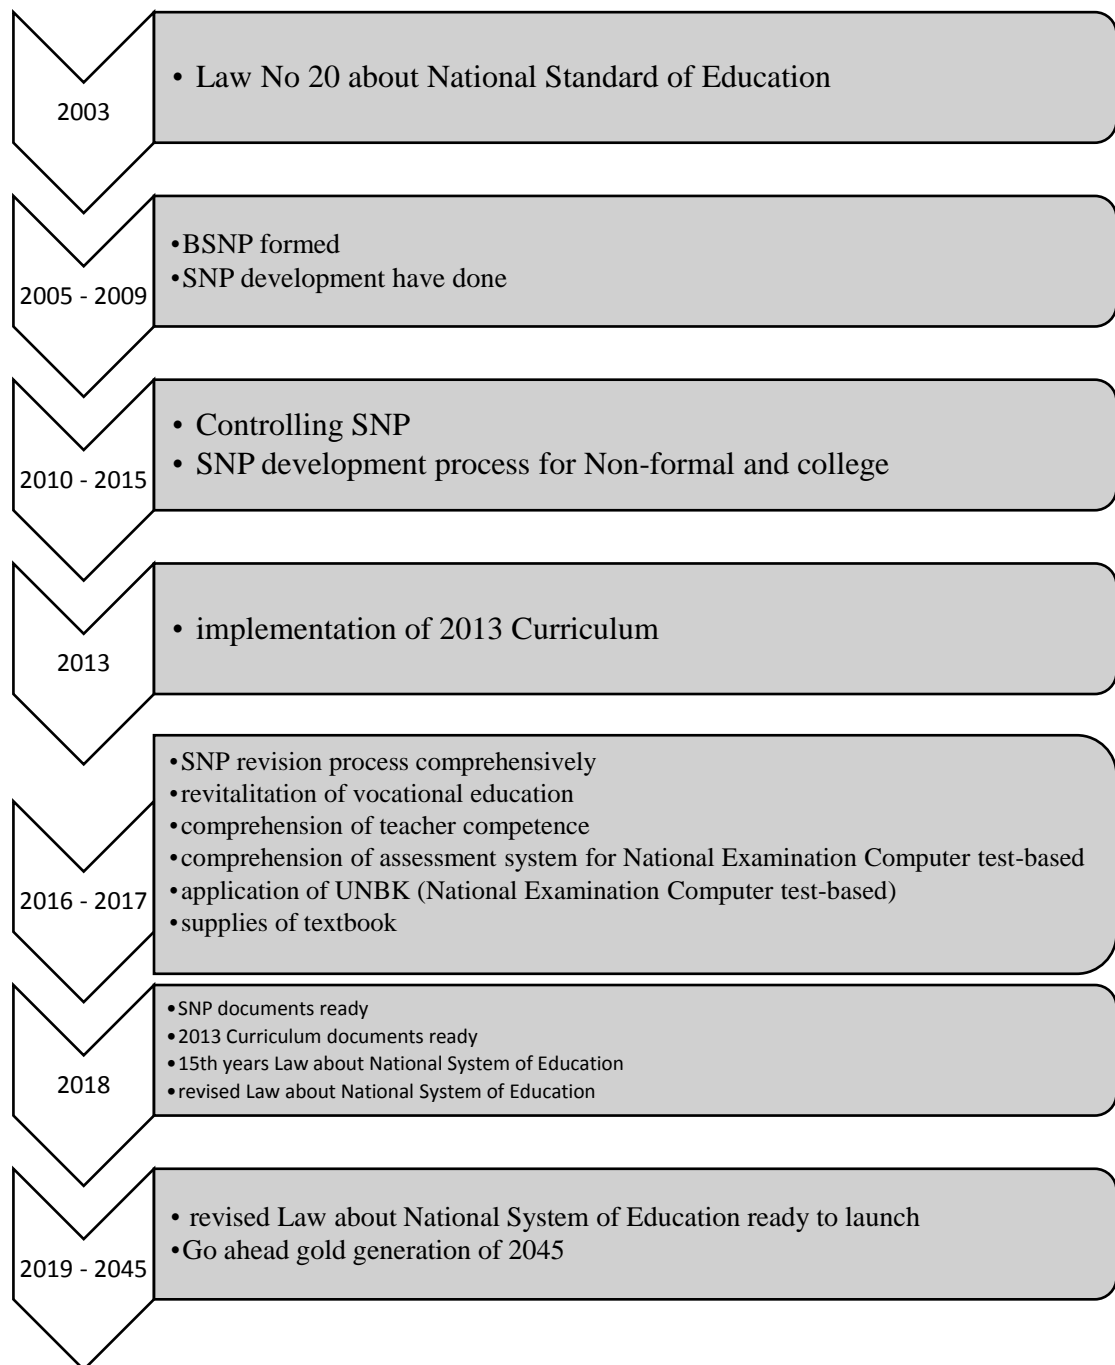 2003
• Law No 20 about National Standard of Education
2005 - 2009
•BSNP formed
•SNP development have done
2010 - 2015
• Controlling SNP
• SNP development process for Non-formal and college
2013
• implementation of 2013 Curriculum
2016 - 2017
•SNP revision process comprehensively
•revitalitation of vocational education
•comprehension of teacher competence
•comprehension of assessment system for National Examination Computer test-based
•application of UNBK (National Examination Computer test-based)
•supplies of textbook
2018
•SNP documents ready
•2013 Curriculum documents ready
•15th years Law about National System of Education
•revised Law about National System of Education
2019 - 2045
• revised Law about National System of Education ready to launch
•Go ahead gold generation of 2045